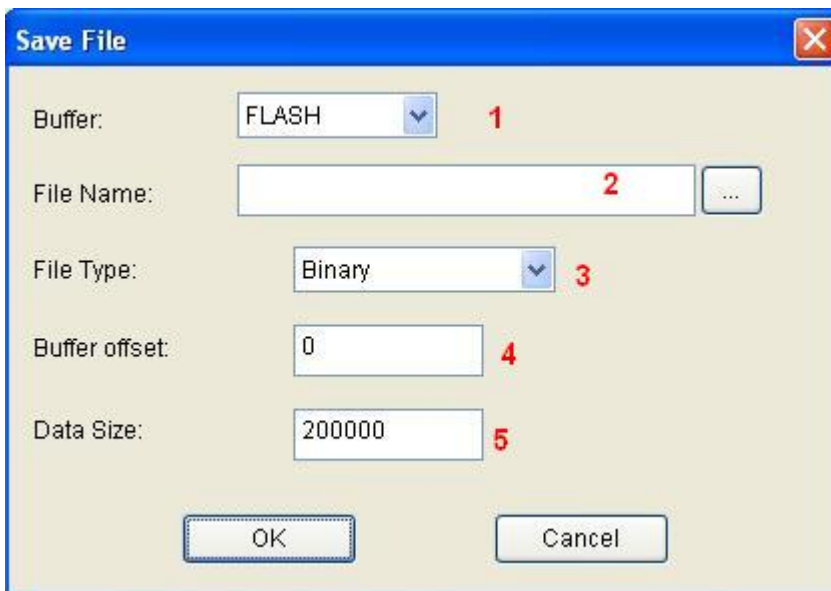 Save File
Buffer: FLASH 1
File Name: 2 ...
File Type: Binary 3
Buffer offset: 0 4
Data Size: 200000 5
OK Cancel